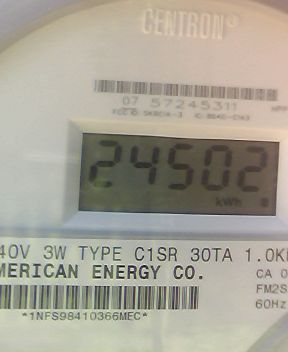 CENTRON®
07 57245311
24502
kWh
40V 3W TYPE C1SR 30TA 1.0K
MERICAN ENERGY CO.
CA 0
FM2S
60Hz
*1NFS98410366MEC*